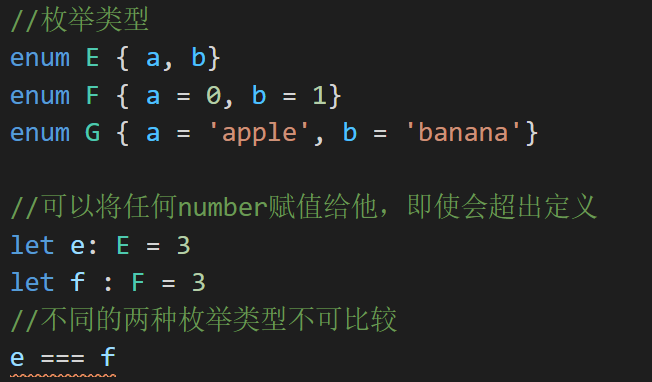 //枚举类型
enum E { a, b}
enum F { a = 0, b = 1}
enum G { a = 'apple', b = 'banana'}
//可以将任何number赋值给他，即使会超出定义
let e: E = 3
let f : F = 3
//不同的两种枚举类型不可比较
e === f